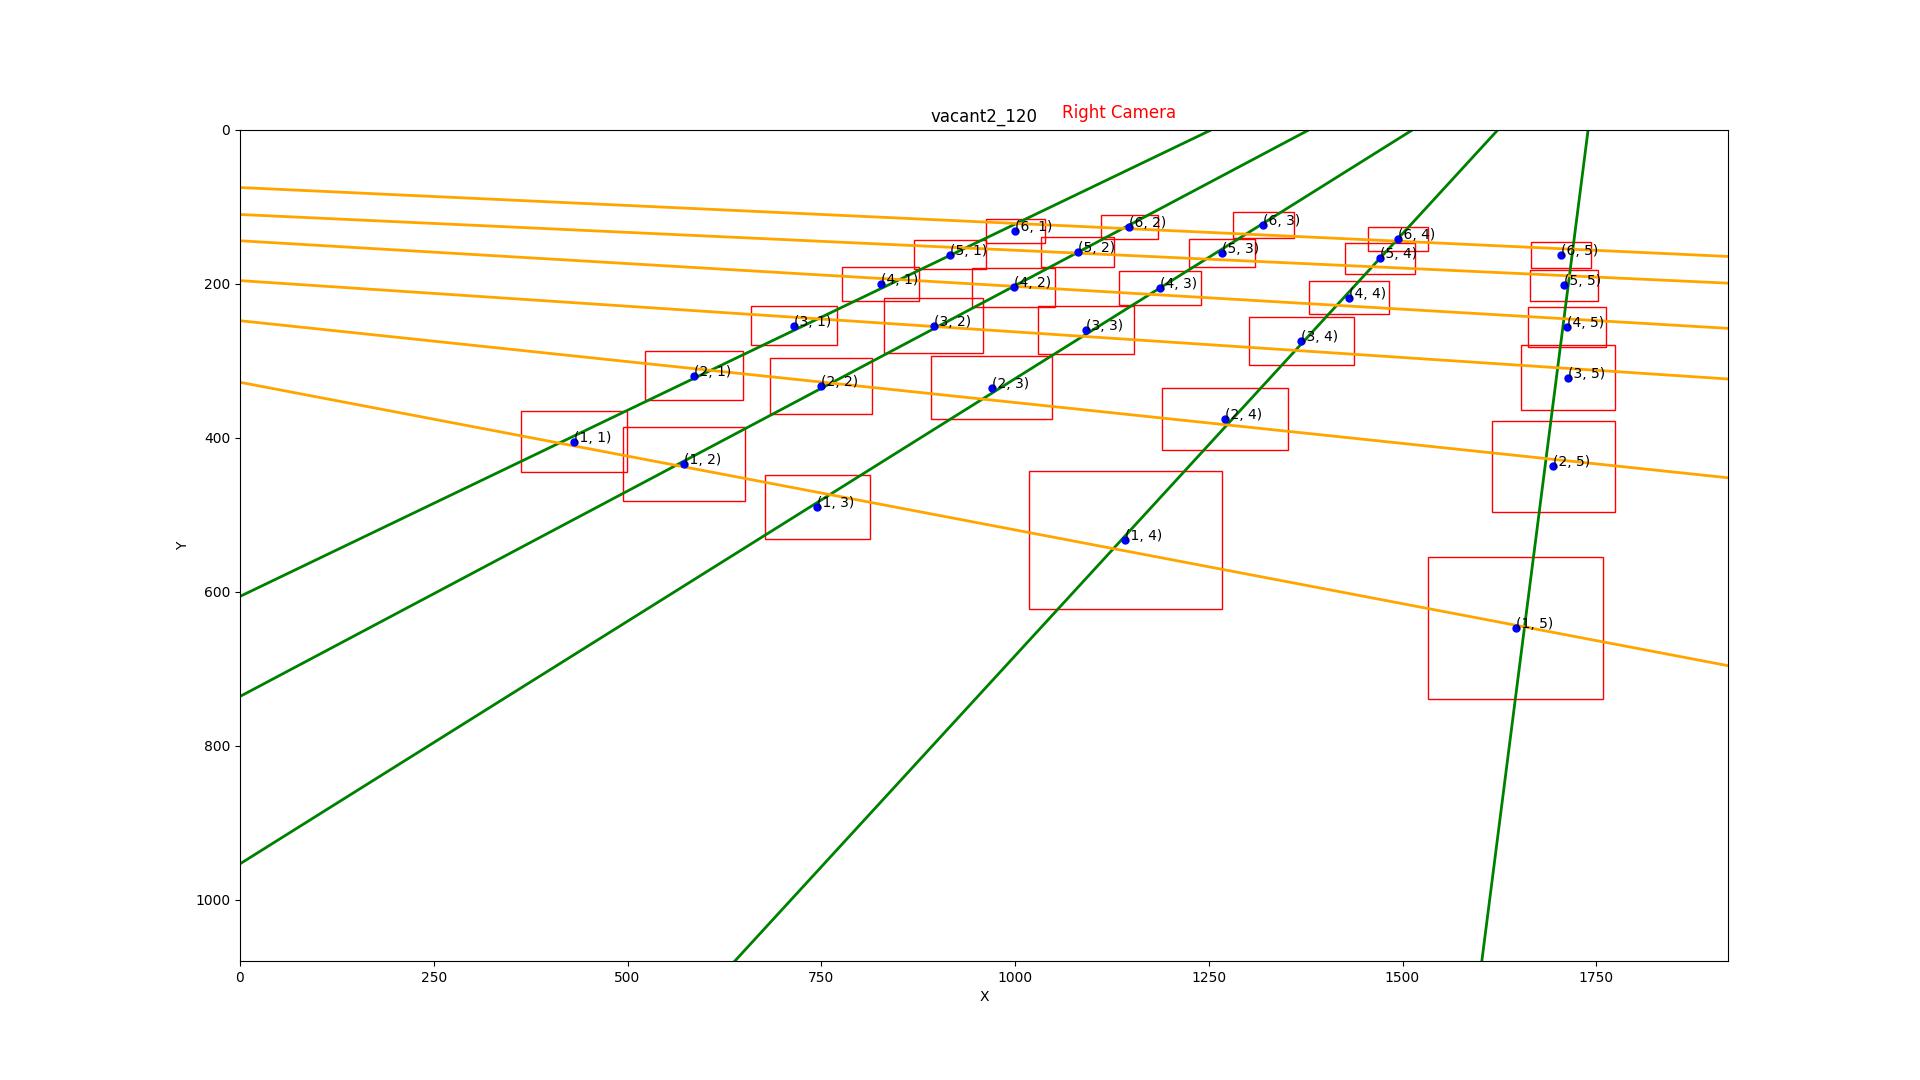 vacant2_120 Right Camera
0
(6, 1) (6, 2) (6, 3) (6, 4) (6, 5)
(5, 1) (5, 2) (5, 3) (5, 4) (5, 5)
200
(4, 1) (4, 2) (4, 3) (4, 4) (4, 5)
(3, 1) (3, 2) (3, 3) (3, 4) (3, 5)
(2, 1) (2, 2) (2, 3) (2, 4) (2, 5)
400
(1, 1) (1, 2) (1, 3) (1, 4) (1, 5)
Y
600
800
1000
0 250 500 750 1000 1250 1500 1750
X